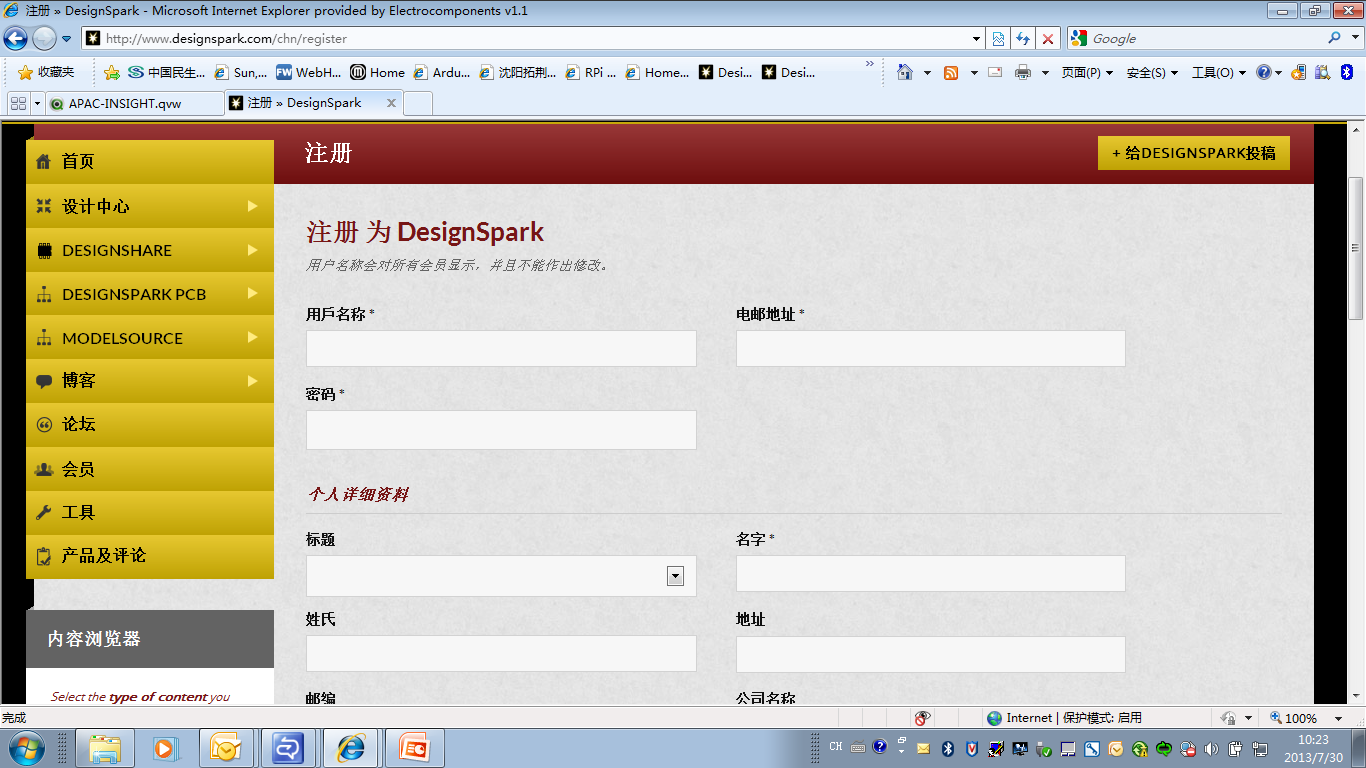 注册 » DesignSpark - Microsoft Internet Explorer provided by Electrocomponents v1.1
http://www.designspark.com/chn/register
Google
收藏夹
中国民生...
Sun,...
WebH...
Home
Ardu...
沈阳拓荆...
RPi ...
Home...
Desi...
Desi...
页面(P)
安全(S)
工具(O)
APAC-INSIGHT.qvw
注册 » DesignSpark
首页
设计中心
DESIGNSHARE
DESIGNSPARK PCB
MODELSOURCE
博客
论坛
会员
工具
产品及评论
内容浏览器
Select the type of content you
注册
+ 给DESIGNSPARK投稿
注册 为 DesignSpark
用户名称会对所有会员显示，并且不能作出修改。
用戶名称 *
电邮地址 *
密码 *
个人详细资料
标题
名字 *
姓氏
地址
邮编
公司名称
完成
Internet | 保护模式: 启用
100%
CH
10:23
2013/7/30